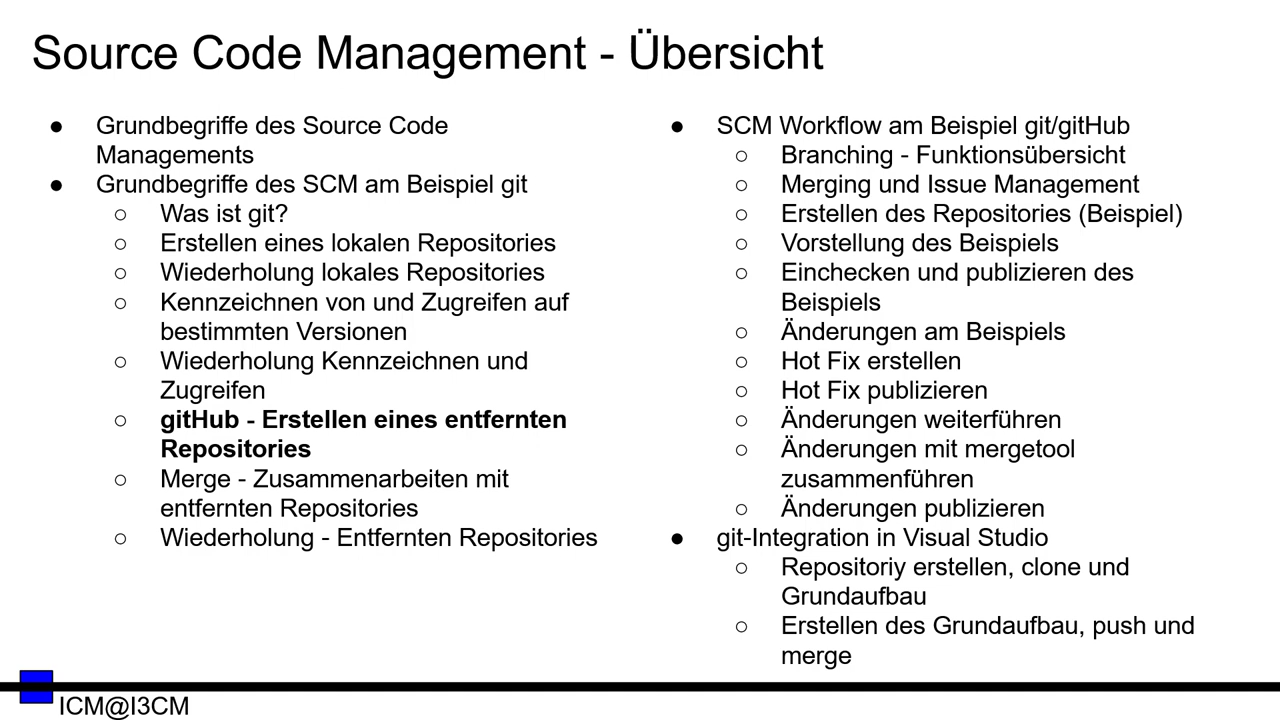 Source Code Management - Übersicht
● Grundbegriffe des Source Code
Managements
● Grundbegriffe des SCM am Beispiel git
○ Was ist git?
○ Erstellen eines lokalen Repositories
○ Wiederholung lokales Repositories
○ Kennzeichnen von und Zugreifen auf
bestimmten Versionen
○ Wiederholung Kennzeichnen und
Zugreifen
○ gitHub - Erstellen eines entfernten
Repositories
○ Merge - Zusammenarbeiten mit
entfernten Repositories
○ Wiederholung - Entfernten Repositories
● SCM Workflow am Beispiel git/gitHub
○ Branching - Funktionsübersicht
○ Merging und Issue Management
○ Erstellen des Repositories (Beispiel)
○ Vorstellung des Beispiels
○ Einchecken und publizieren des
Beispiels
○ Änderungen am Beispiels
○ Hot Fix erstellen
○ Hot Fix publizieren
○ Änderungen weiterführen
○ Änderungen mit mergetool
zusammenführen
○ Änderungen publizieren
● git-Integration in Visual Studio
○ Repositoriy erstellen, clone und
Grundaufbau
○ Erstellen des Grundaufbau, push und
merge
ICM@I3CM